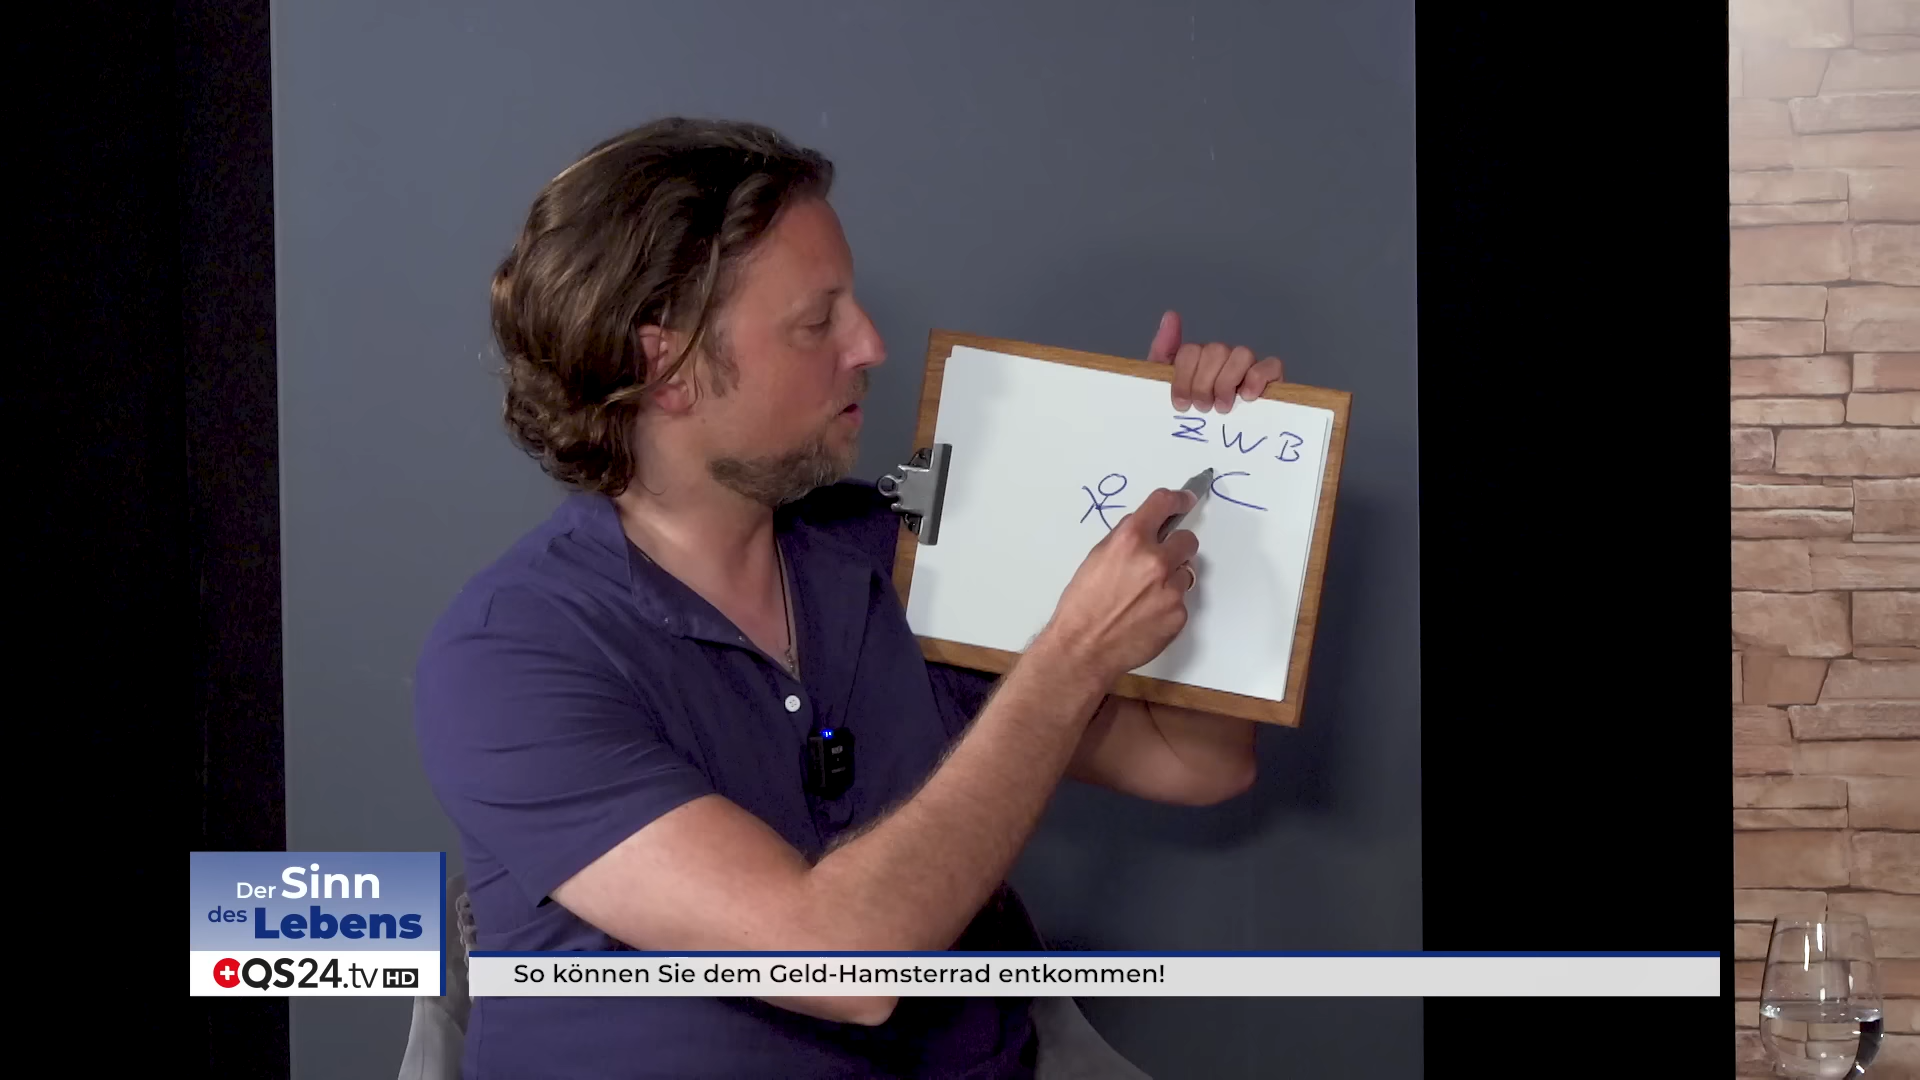 Z W B
Der Sinn
des Lebens
QS24.tv HD
So können Sie dem Geld-Hamsterrad entkommen!